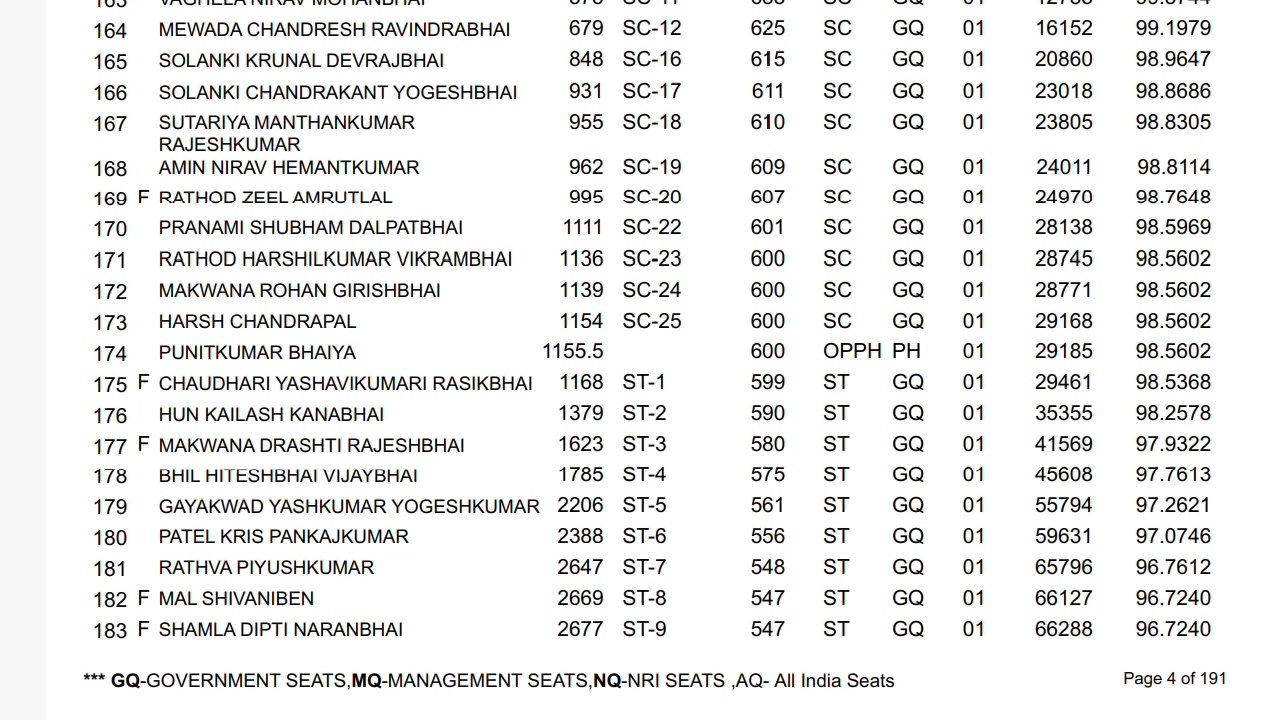 164 MEWADA CHANDRESH RAVINDRABHAI 679 SC-12 625 SC GQ 01 16152 99.1979
165 SOLANKI KRUNAL DEVRAJBHAI 848 SC-16 615 SC GQ 01 20860 98.9647
166 SOLANKI CHANDRAKANT YOGESHBHAI 931 SC-17 611 SC GQ 01 23018 98.8686
167 SUTARIYA MANTHANKUMAR 955 SC-18 610 SC GQ 01 23805 98.8305
RAJESHKUMAR
168 AMIN NIRAV HEMANTKUMAR 962 SC-19 609 SC GQ 01 24011 98.8114
169 F RATHOD ZEEL AMRUTLAL 995 SC-20 607 SC GQ 01 24970 98.7648
170 PRANAMI SHUBHAM DALPATBHAI 1111 SC-22 601 SC GQ 01 28138 98.5969
171 RATHOD HARSHILKUMAR VIKRAMBHAI 1136 SC-23 600 SC GQ 01 28745 98.5602
172 MAKWANA ROHAN GIRISHBHAI 1139 SC-24 600 SC GQ 01 28771 98.5602
173 HARSH CHANDRAPAL 1154 SC-25 600 SC GQ 01 29168 98.5602
174 PUNITKUMAR BHAIYA 1155.5 600 OPPH PH 01 29185 98.5602
175 F CHAUDHARI YASHAVIKUMARI RASIKBHAI 1168 ST-1 599 ST GQ 01 29461 98.5368
176 HUN KAILASH KANABHAI 1379 ST-2 590 ST GQ 01 35355 98.2578
177 F MAKWANA DRASHTI RAJESHBHAI 1623 ST-3 580 ST GQ 01 41569 97.9322
178 BHIL HITESHBHAI VIJAYBHAI 1785 ST-4 575 ST GQ 01 45608 97.7613
179 GAYAKWAD YASHKUMAR YOGESHKUMAR 2206 ST-5 561 ST GQ 01 55794 97.2621
180 PATEL KRIS PANKAJKUMAR 2388 ST-6 556 ST GQ 01 59631 97.0746
181 RATHVA PIYUSHKUMAR 2647 ST-7 548 ST GQ 01 65796 96.7612
182 F MAL SHIVANIBEN 2669 ST-8 547 ST GQ 01 66127 96.7240
183 F SHAMLA DIPTI NARANBHAI 2677 ST-9 547 ST GQ 01 66288 96.7240
*** GQ-GOVERNMENT SEATS,MQ-MANAGEMENT SEATS,NQ-NRI SEATS ,AQ- All India Seats Page 4 of 191